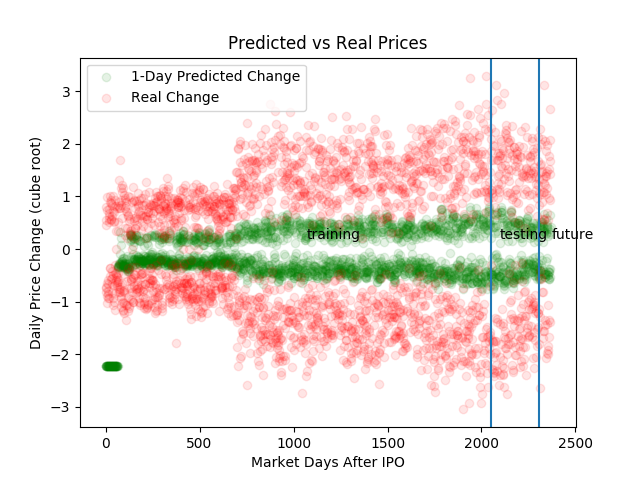 Predicted vs Real Prices
1-Day Predicted Change
Real Change
3
2
1
0
−1
−2
−3
Daily Price Change (cube root)
training
testing
future
0
500
1000
1500
2000
2500
Market Days After IPO